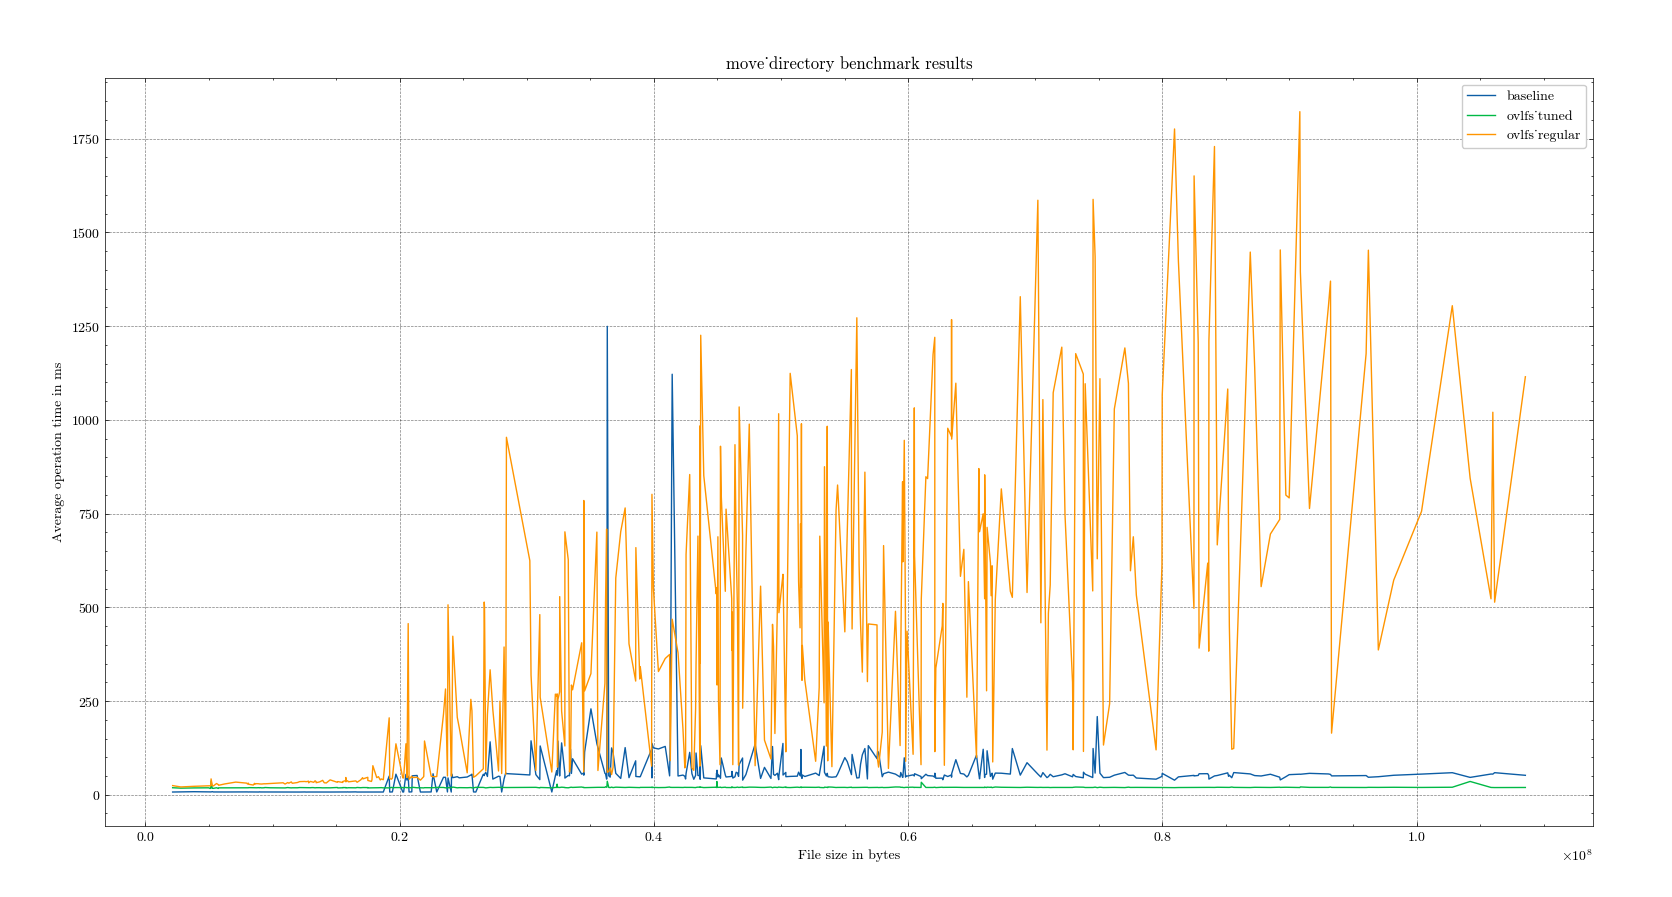 move˙directory benchmark results
baseline
ovlfs˙tuned
ovlfs˙regular
Average operation time in ms
1750
1500
1250
1000
750
500
250
0
0.0
0.2
0.4
0.6
0.8
1.0
File size in bytes
×10⁸